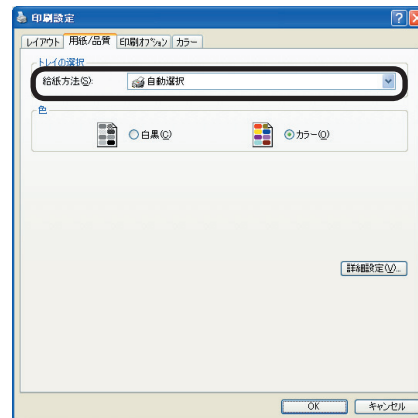 印刷設定
レイアウト 用紙/品質 印刷オプション カラー
トレイの選択
給紙方法(S): 自動選択
色
白黒(C) カラー(O)
詳細設定(V)...
OK キャンセル